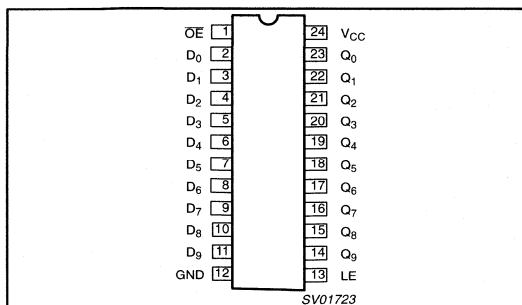 O̅E̅ 1 24 VCC
D0 2 23 Q0
D1 3 22 Q1
D2 4 21 Q2
D3 5 20 Q3
D4 6 19 Q4
D5 7 18 Q5
D6 8 17 Q6
D7 9 16 Q7
D8 10 15 Q8
D9 11 14 Q9
GND 12 13 LE
SV01723